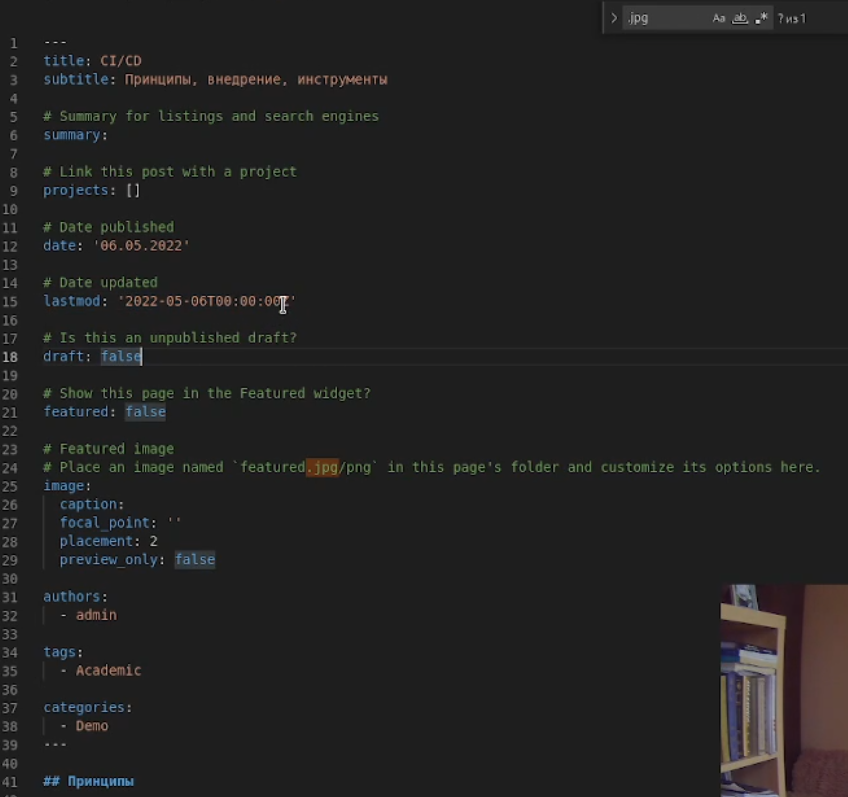 .jpg Aa ab .* ? из 1
1 ---
2 title: CI/CD
3 subtitle: Принципы, внедрение, инструменты
4
5 # Summary for listings and search engines
6 summary:
7
8 # Link this post with a project
9 projects: []
10
11 # Date published
12 date: '06.05.2022'
13
14 # Date updated
15 lastmod: '2022-05-06T00:00:00Z'
16
17 # Is this an unpublished draft?
18 draft: false
19
20 # Show this page in the Featured widget?
21 featured: false
22
23 # Featured image
24 # Place an image named `featured.jpg/png` in this page's folder and customize its options here.
25 image:
26 caption:
27 focal_point: ''
28 placement: 2
29 preview_only: false
30
31 authors:
32 - admin
33
34 tags:
35 - Academic
36
37 categories:
38 - Demo
39 ---
40
41 ## Принципы